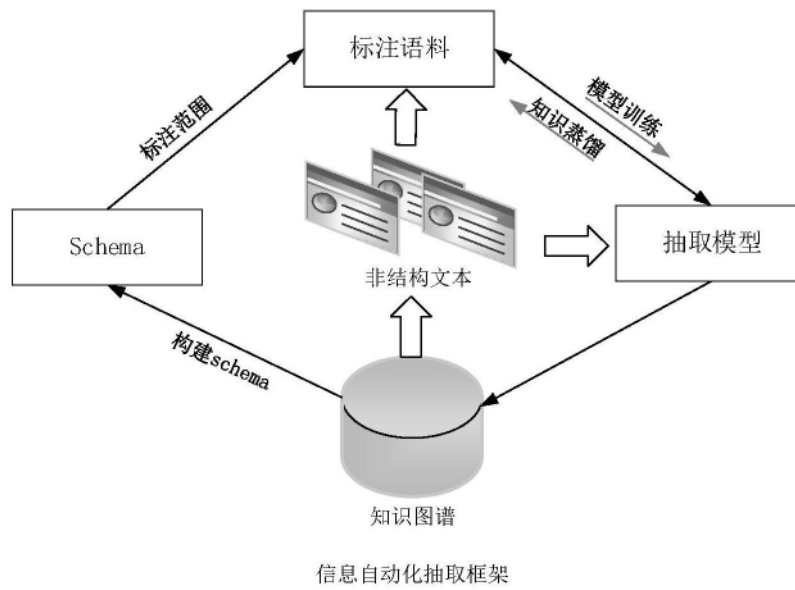 标注语料
标注范围
模型训练
知识蒸馏
Schema
抽取模型
非结构文本
构建schema
知识图谱
信息自动化抽取框架